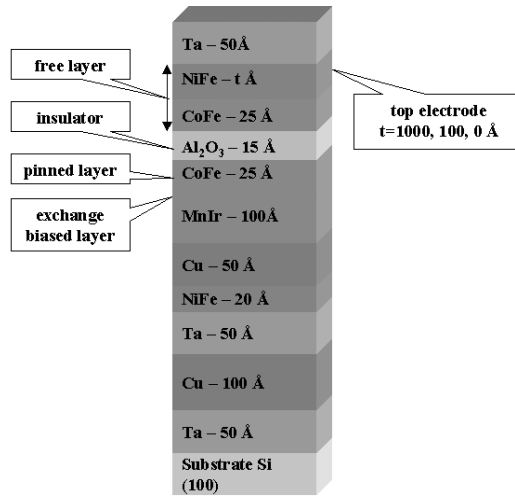 Ta – 50Å
free layer
NiFe – t Å
CoFe – 25 Å
insulator
Al₂O₃ – 15 Å
top electrode
t=1000, 100, 0 Å
pinned layer
CoFe – 25 Å
exchange
biased layer
MnIr – 100Å
Cu – 50 Å
NiFe – 20 Å
Ta – 50 Å
Cu – 100 Å
Ta – 50 Å
Substrate Si
(100)